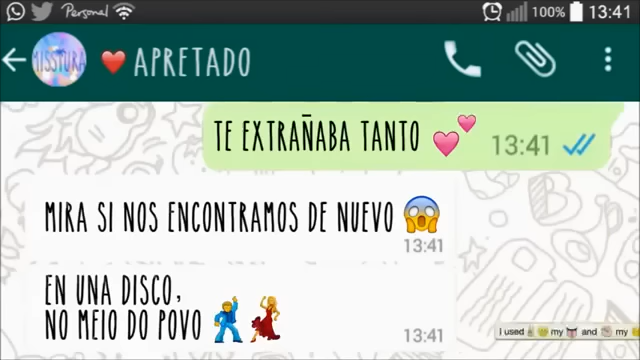 Personal 100% 13:41
MISSTURA
❤️ APRETADO
TE EXTRAÑABA TANTO 💕 13:41
MIRA SI NOS ENCONTRAMOS DE NUEVO 😱
13:41
EN UNA DISCO,
NO MEIO DO POVO 🕺💃
13:41
I used 😀 my and my